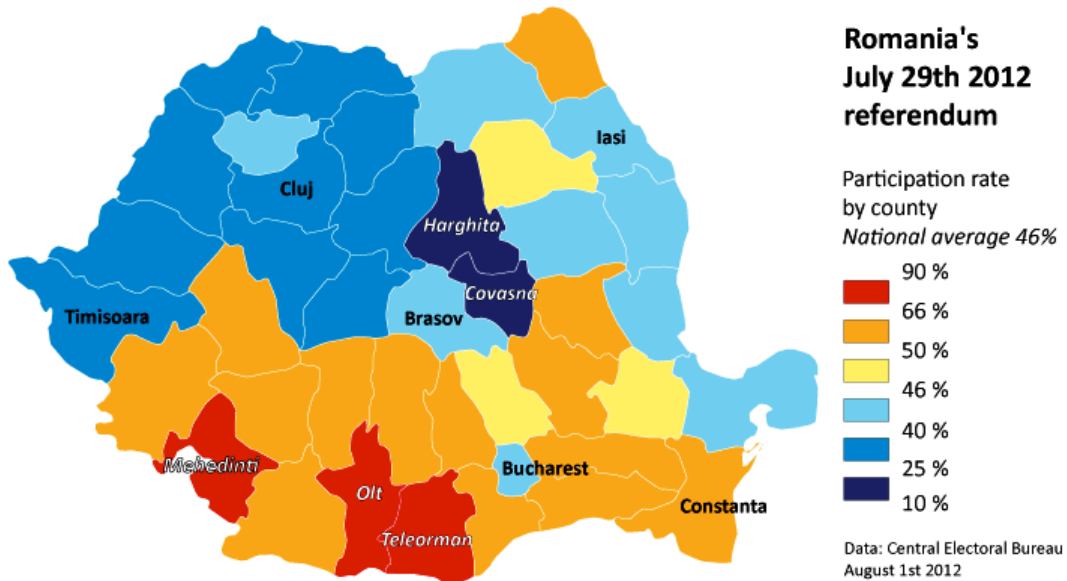 Romania's
July 29th 2012
referendum
Participation rate
by county
National average 46%
90 %
66 %
50 %
46 %
40 %
25 %
10 %
Data: Central Electoral Bureau
August 1st 2012
Iasi
Cluj
Harghita
Covasna
Timisoara
Brasov
Mehedinti
Bucharest
Olt
Constanta
Teleorman